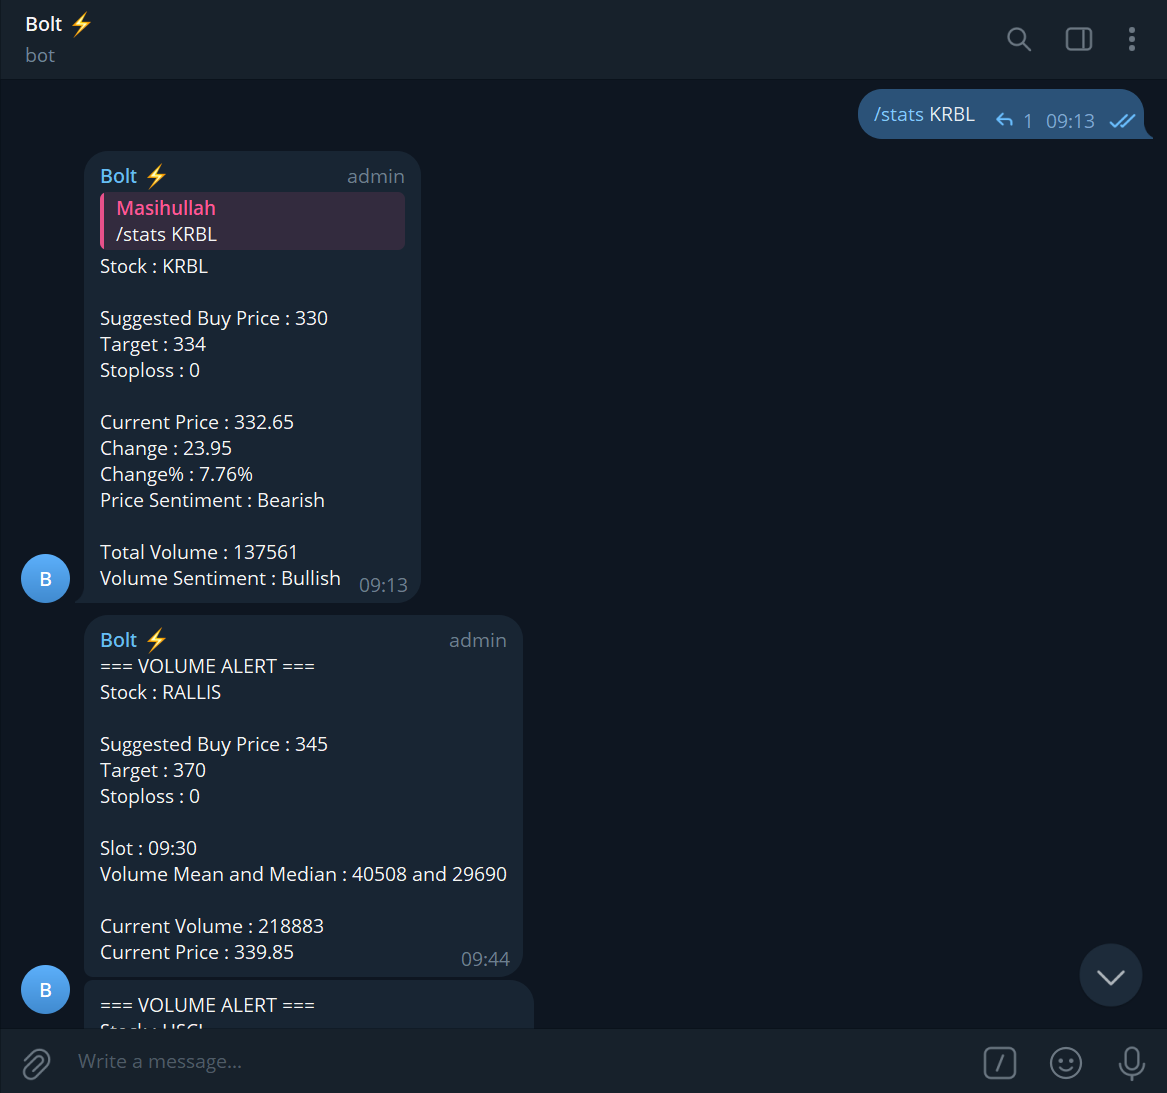 Bolt ⚡
bot
/stats KRBL 1 09:13
Bolt ⚡ admin
Masihullah
/stats KRBL
Stock : KRBL
Suggested Buy Price : 330
Target : 334
Stoploss : 0
Current Price : 332.65
Change : 23.95
Change% : 7.76%
Price Sentiment : Bearish
Total Volume : 137561
Volume Sentiment : Bullish 09:13
B
Bolt ⚡ admin
=== VOLUME ALERT ===
Stock : RALLIS
Suggested Buy Price : 345
Target : 370
Stoploss : 0
Slot : 09:30
Volume Mean and Median : 40508 and 29690
Current Volume : 218883
Current Price : 339.85
09:44
B
=== VOLUME ALERT ===
Write a message...